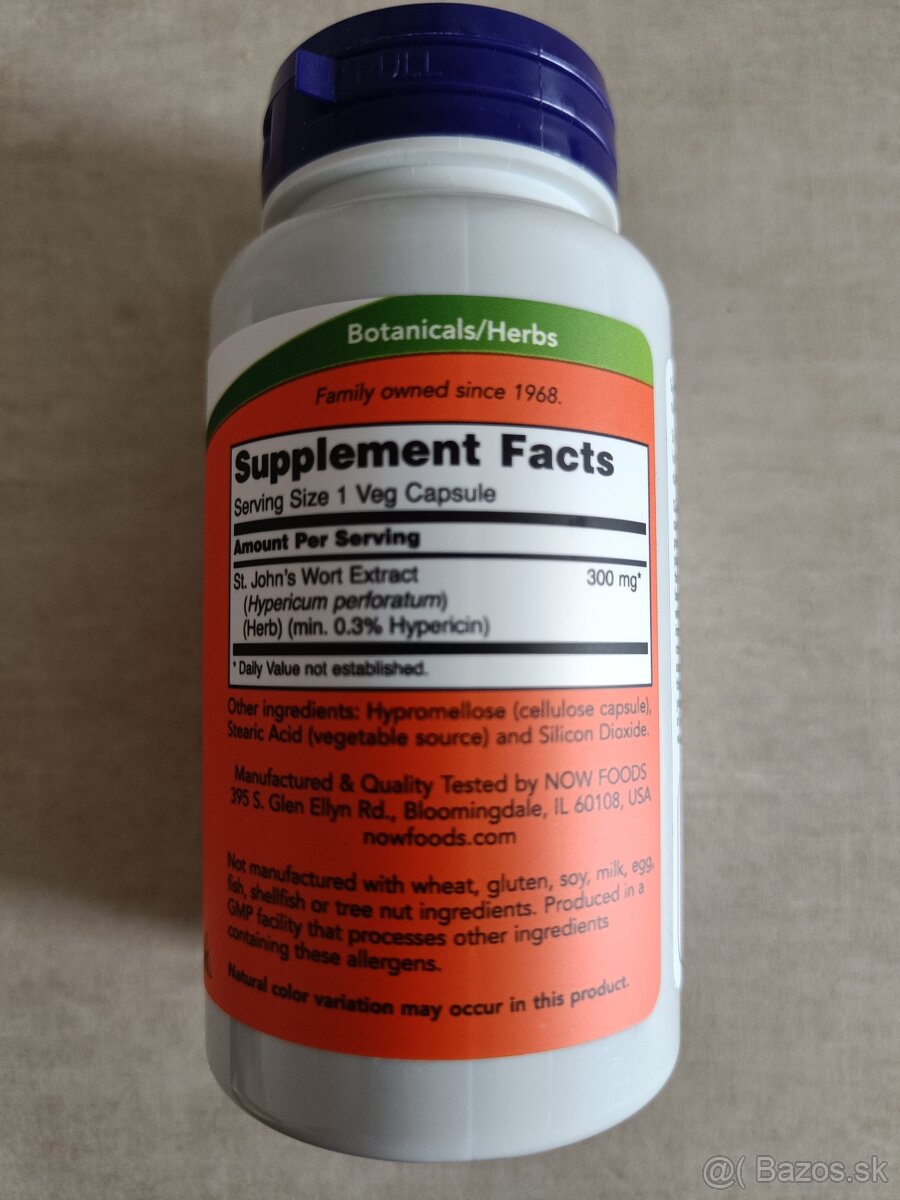 PULL
Botanicals/Herbs
Family owned since 1968.
Supplement Facts
Serving Size 1 Veg Capsule
Amount Per Serving
St. John's Wort Extract 300 mg*
(Hypericum perforatum)
(Herb) (min. 0.3% Hypericin)
* Daily Value not established.
Other ingredients: Hypromellose (cellulose capsule),
Stearic Acid (vegetable source) and Silicon Dioxide.
Manufactured & Quality Tested by NOW FOODS
395 S. Glen Ellyn Rd., Bloomingdale, IL 60108, USA
nowfoods.com
Not manufactured with wheat, gluten, soy, milk, egg,
fish, shellfish or tree nut ingredients. Produced in a
GMP facility that processes other ingredients
containing these allergens.
Natural color variation may occur in this product.
@( Bazos.sk